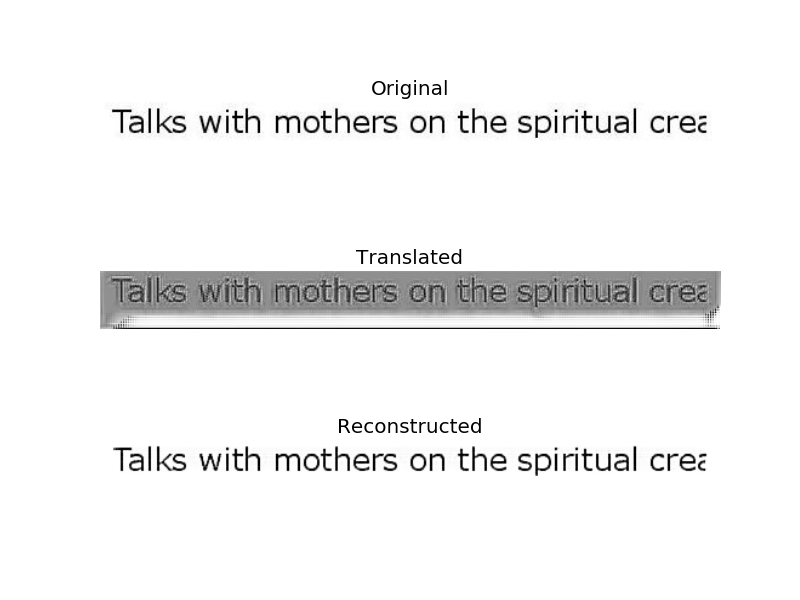 Original
Talks with mothers on the spiritual crea
Translated
Talks with mothers on the spiritual crea
Reconstructed
Talks with mothers on the spiritual crea